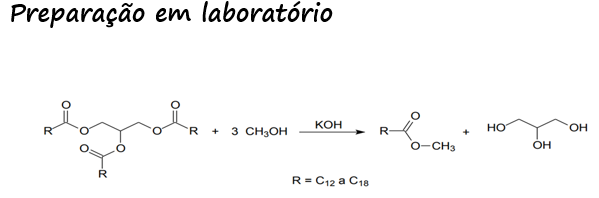 Preparação em laboratório
O O
R O O R + 3 CH₃OH KOH R O + HO OH
O O O–CH₃ OH
R
R = C₁₂ a C₁₈